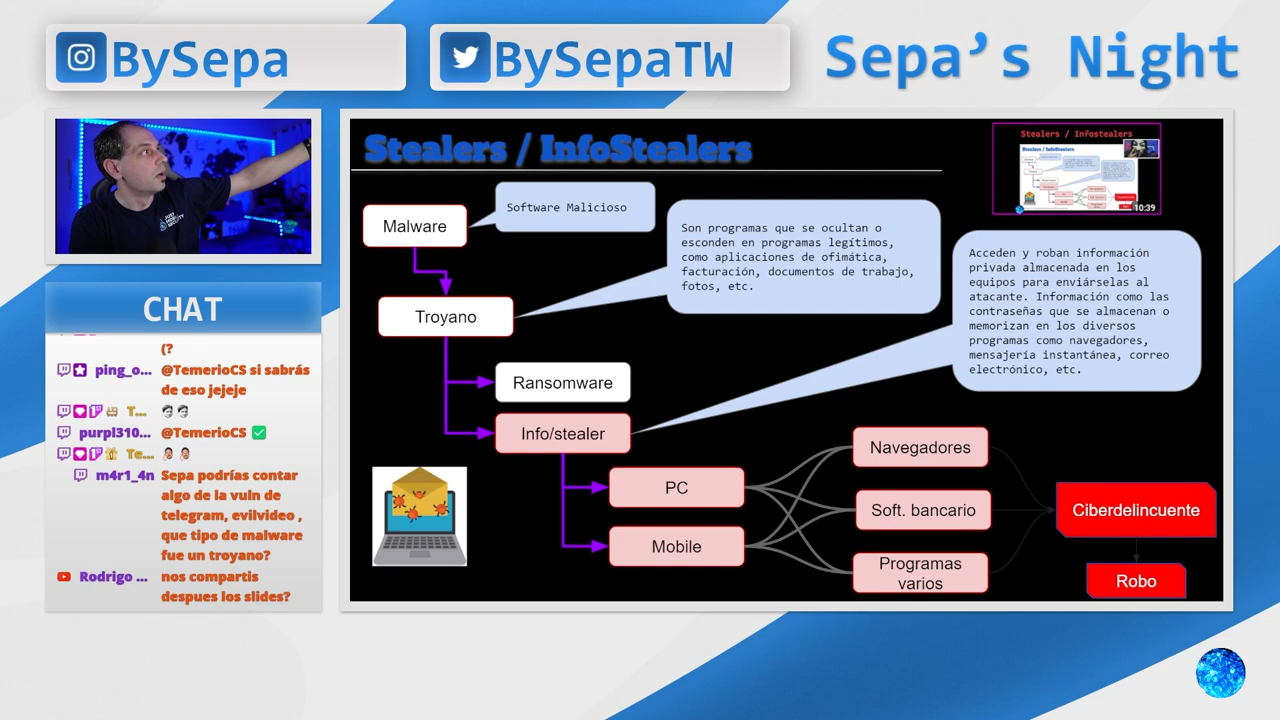 BySepa
BySepaTW
Sepa’s Night
CHAT
(?
ping_o... @TemerioCS si sabrás
de eso jejeje
T...
purpl310... @TemerioCS
Te...
m4r1_4n Sepa podrías contar
algo de la vuln de
telegram, evilvideo ,
que tipo de malware
fue un troyano?
Rodrigo ... nos compartis
despues los slides?
Stealers / InfoStealers
Stealers / Infostealers
Stealers / InfoStealers
10:39
Malware
Software Malicioso
Troyano
Son programas que se ocultan o
esconden en programas legítimos,
como aplicaciones de ofimática,
facturación, documentos de trabajo,
fotos, etc.
Ransomware
Info/stealer
Acceden y roban información
privada almacenada en los
equipos para enviárselas al
atacante. Información como las
contraseñas que se almacenan o
memorizan en los diversos
programas como navegadores,
mensajería instantánea, correo
electrónico, etc.
PC
Mobile
Navegadores
Soft. bancario
Programas
varios
Ciberdelincuente
Robo